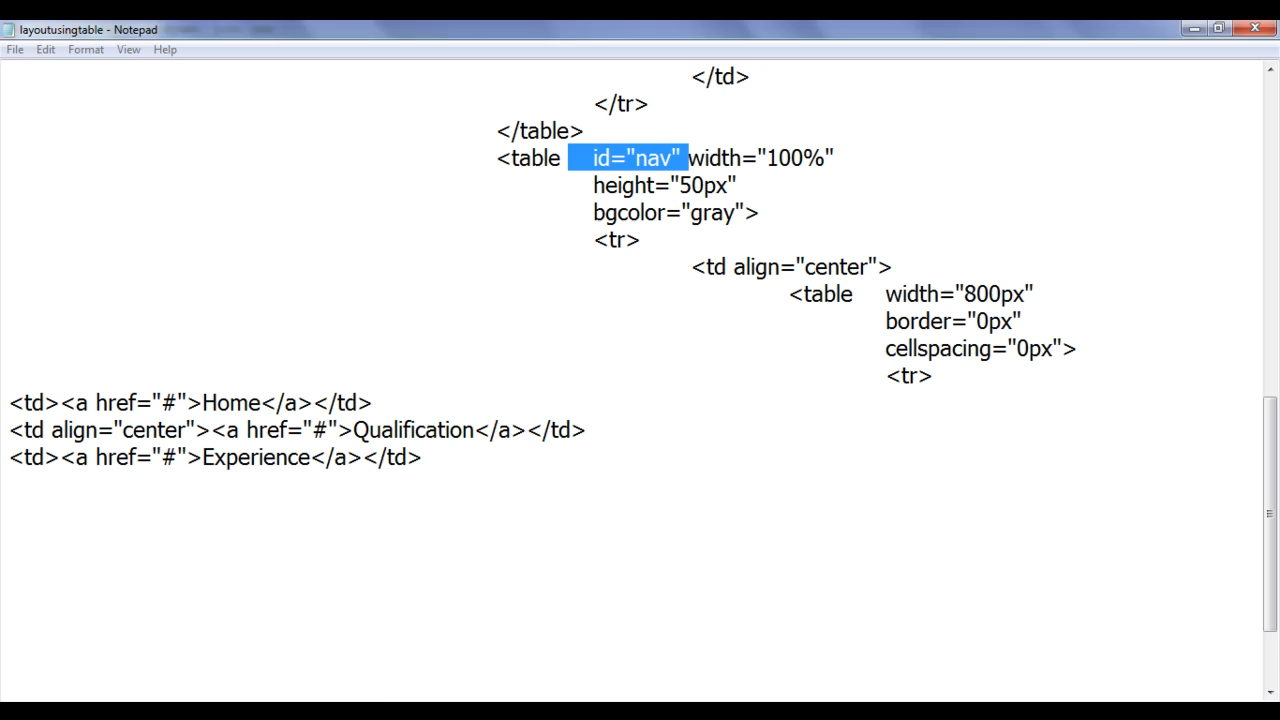 layoutusingtable - Notepad
File Edit Format View Help
</td>
</tr>
</table>
<table id="nav" width="100%"
height="50px"
bgcolor="gray">
<tr>
<td align="center">
<table width="800px"
border="0px"
cellspacing="0px">
<tr>
<td><a href="#">Home</a></td>
<td align="center"><a href="#">Qualification</a></td>
<td><a href="#">Experience</a></td>